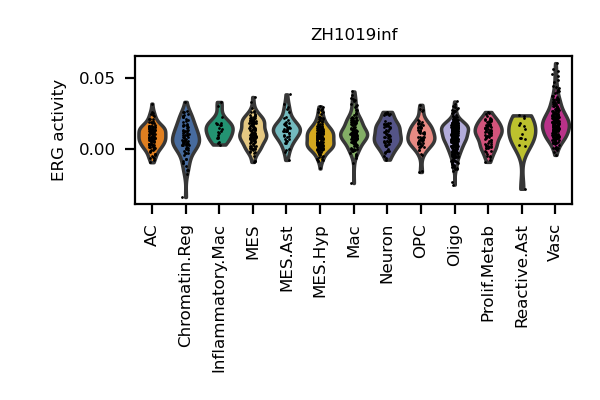 ZH1019inf
ERG activity
0.05
0.00
AC
Chromatin.Reg
Inflammatory.Mac
MES
MES.Ast
MES.Hyp
Mac
Neuron
OPC
Oligo
Prolif.Metab
Reactive.Ast
Vasc